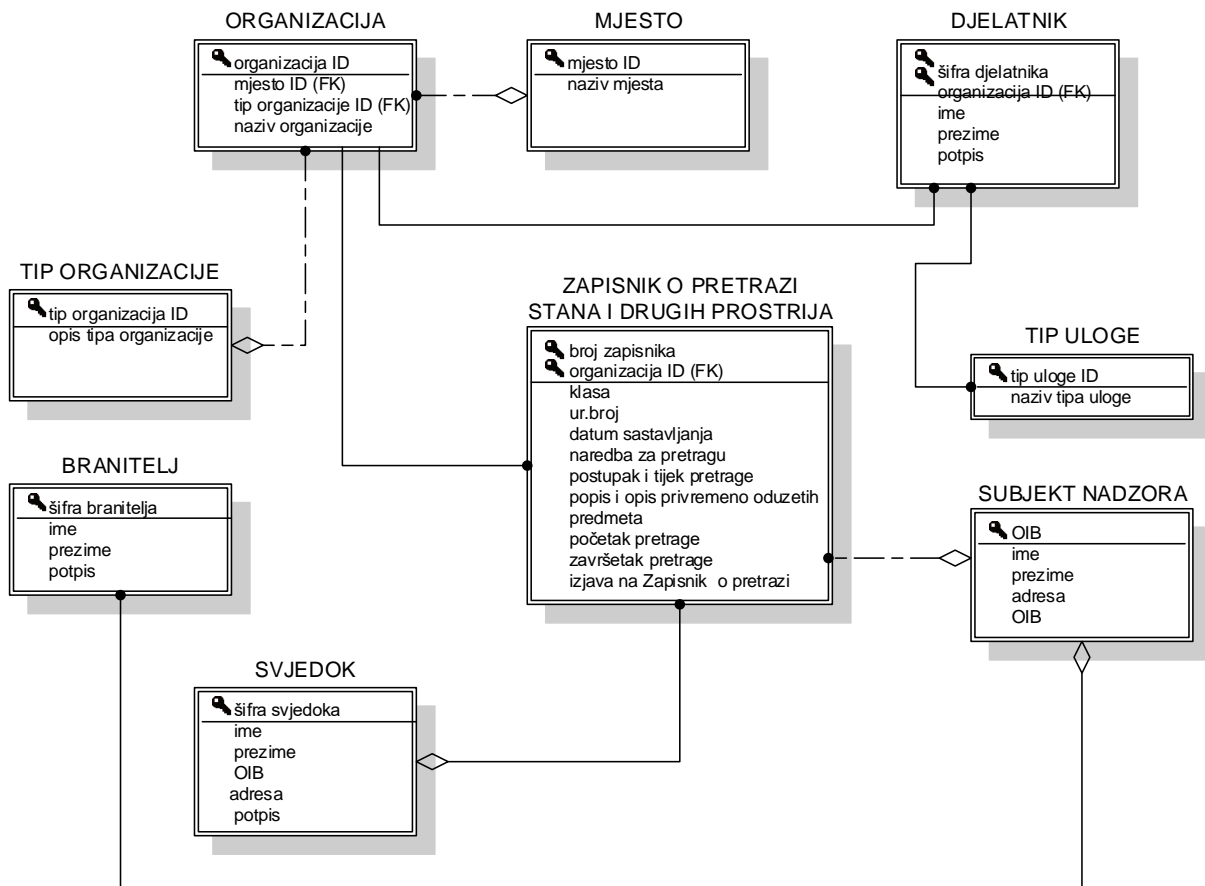 ORGANIZACIJA
organizacija ID
mjesto ID (FK)
tip organizacije ID (FK)
naziv organizacije
MJESTO
mjesto ID
naziv mjesta
DJELATNIK
šifra djelatnika
organizacija ID (FK)
ime
prezime
potpis
TIP ORGANIZACIJE
tip organizacija ID
opis tipa organizacije
ZAPISNIK O PRETRAZI
STANA I DRUGIH PROSTRIJA
broj zapisnika
organizacija ID (FK)
klasa
ur.broj
datum sastavljanja
naredba za pretragu
postupak i tijek pretrage
popis i opis privremeno oduzetih
predmeta
početak pretrage
završetak pretrage
izjava na Zapisnik o pretrazi
TIP ULOGE
tip uloge ID
naziv tipa uloge
BRANITELJ
šifra branitelja
ime
prezime
potpis
SUBJEKT NADZORA
OIB
ime
prezime
adresa
OIB
SVJEDOK
šifra svjedoka
ime
prezime
OIB
adresa
potpis